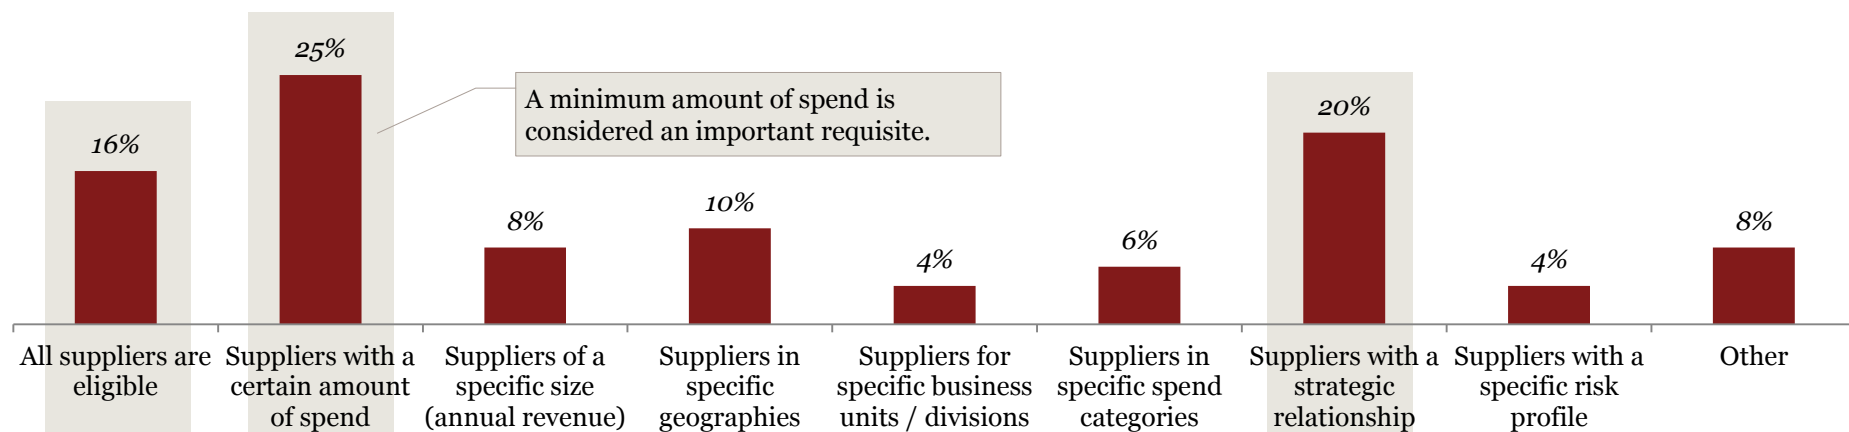 25%
A minimum amount of spend is
considered an important requisite.
20%
16%
8%
10%
4%
6%
4%
8%
All suppliers are
eligible
Suppliers with a
certain amount
of spend
Suppliers of a
specific size
(annual revenue)
Suppliers in
specific
geographies
Suppliers for
specific business
units / divisions
Suppliers in
specific spend
categories
Suppliers with a
strategic
relationship
Suppliers with a
specific risk
profile
Other